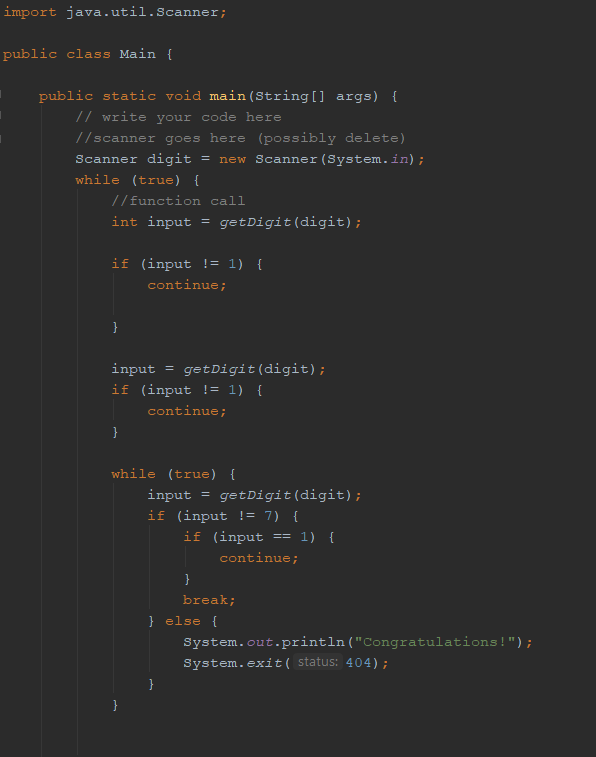 import java.util.Scanner;
public class Main {
public static void main(String[] args) {
// write your code here
//scanner goes here (possibly delete)
Scanner digit = new Scanner(System.in);
while (true) {
//function call
int input = getDigit(digit);
if (input != 1) {
continue;
}
input = getDigit(digit);
if (input != 1) {
continue;
}
while (true) {
input = getDigit(digit);
if (input != 7) {
if (input == 1) {
continue;
}
break;
} else {
System.out.println("Congratulations!");
System.exit( status: 404);
}
}